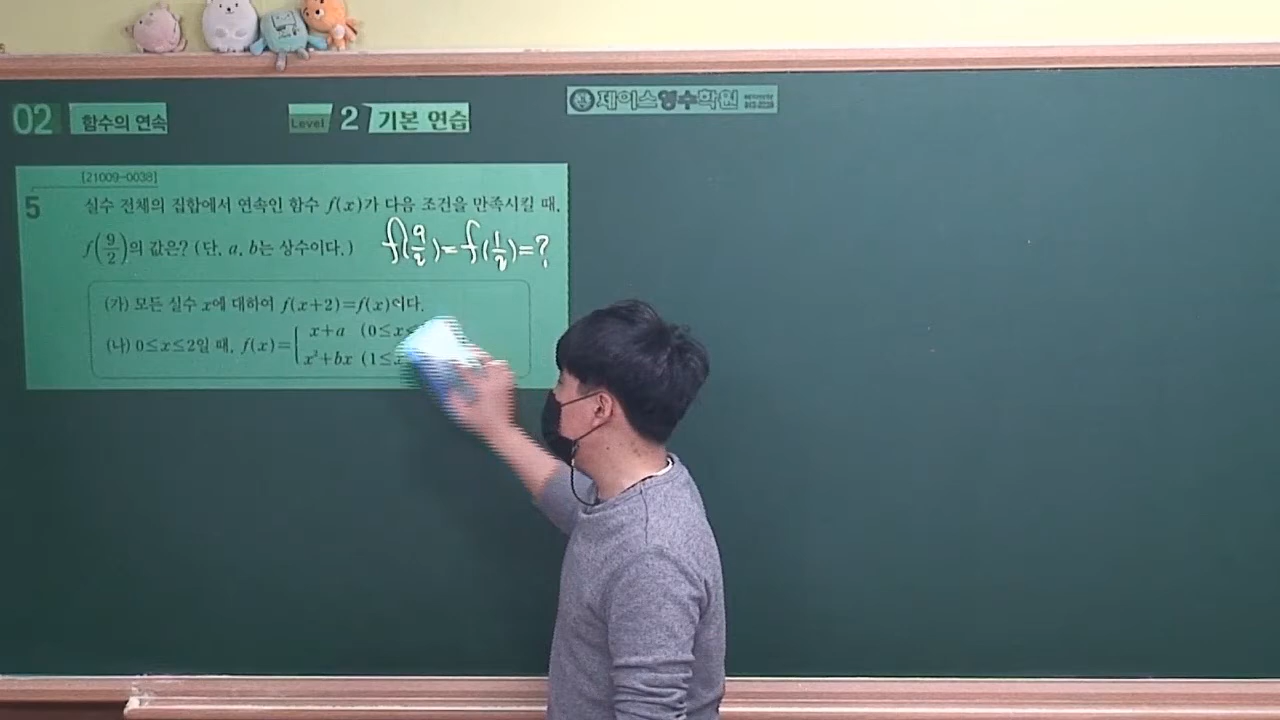 02 함수의 연속 Level 2 기본 연습
제이스영수학원
[21009-0038]
5 실수 전체의 집합에서 연속인 함수 f(x)가 다음 조건을 만족시킬 때,
f(9/2)의 값은? (단, a, b는 상수이다.) f(9/2)=f(1/2)=?
(가) 모든 실수 x에 대하여 f(x+2)=f(x)이다.
(나) 0≤x≤2일 때, f(x)={ x+a (0≤x
x²+bx (1≤